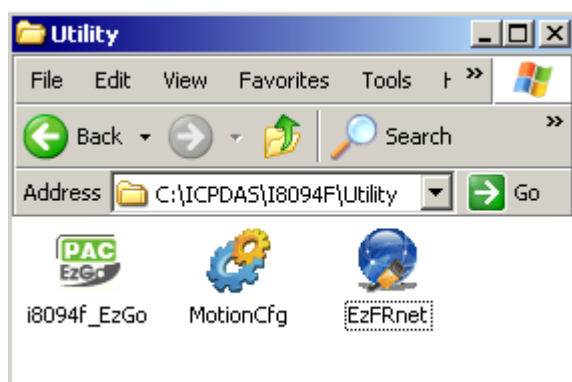 Utility
File Edit View Favorites Tools H »
Back Search »
Address C:\ICPDAS\I8094F\Utility Go
PAC
EzGo
i8094f_EzGo MotionCfg EzFRnet